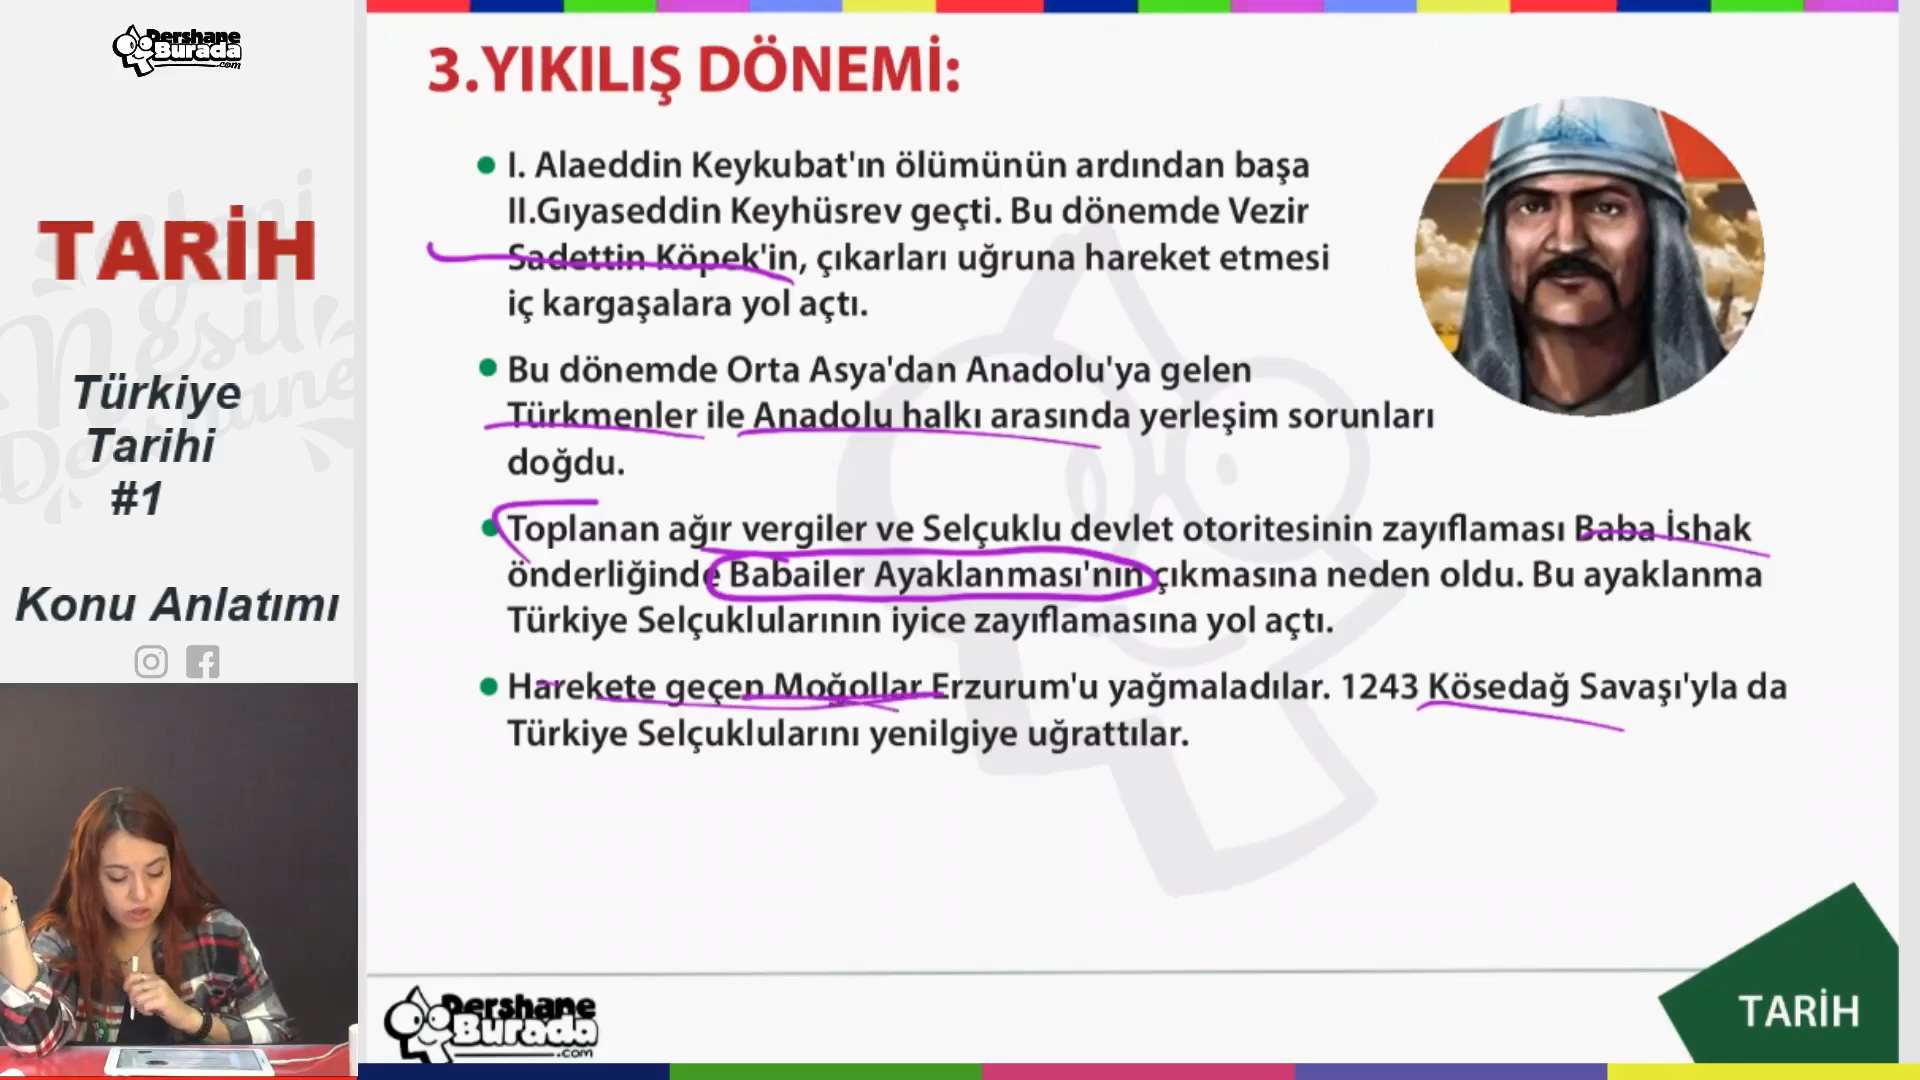 Dershane
Burada
.com
TARİH
Yeni
Nesil
Dershane
Türkiye
Tarihi
#1
Konu Anlatımı
3.YIKILIŞ DÖNEMİ:
I. Alaeddin Keykubat'ın ölümünün ardından başa
II.Gıyaseddin Keyhüsrev geçti. Bu dönemde Vezir
Sadettin Köpek'in, çıkarları uğruna hareket etmesi
iç kargaşalara yol açtı.
Bu dönemde Orta Asya'dan Anadolu'ya gelen
Türkmenler ile Anadolu halkı arasında yerleşim sorunları
doğdu.
Toplanan ağır vergiler ve Selçuklu devlet otoritesinin zayıflaması Baba İshak
önderliğinde Babailer Ayaklanması'nın çıkmasına neden oldu. Bu ayaklanma
Türkiye Selçuklularının iyice zayıflamasına yol açtı.
Harekete geçen Moğollar Erzurum'u yağmaladılar. 1243 Kösedağ Savaşı'yla da
Türkiye Selçuklularını yenilgiye uğrattılar.
Dershane
Burada
.com
TARİH